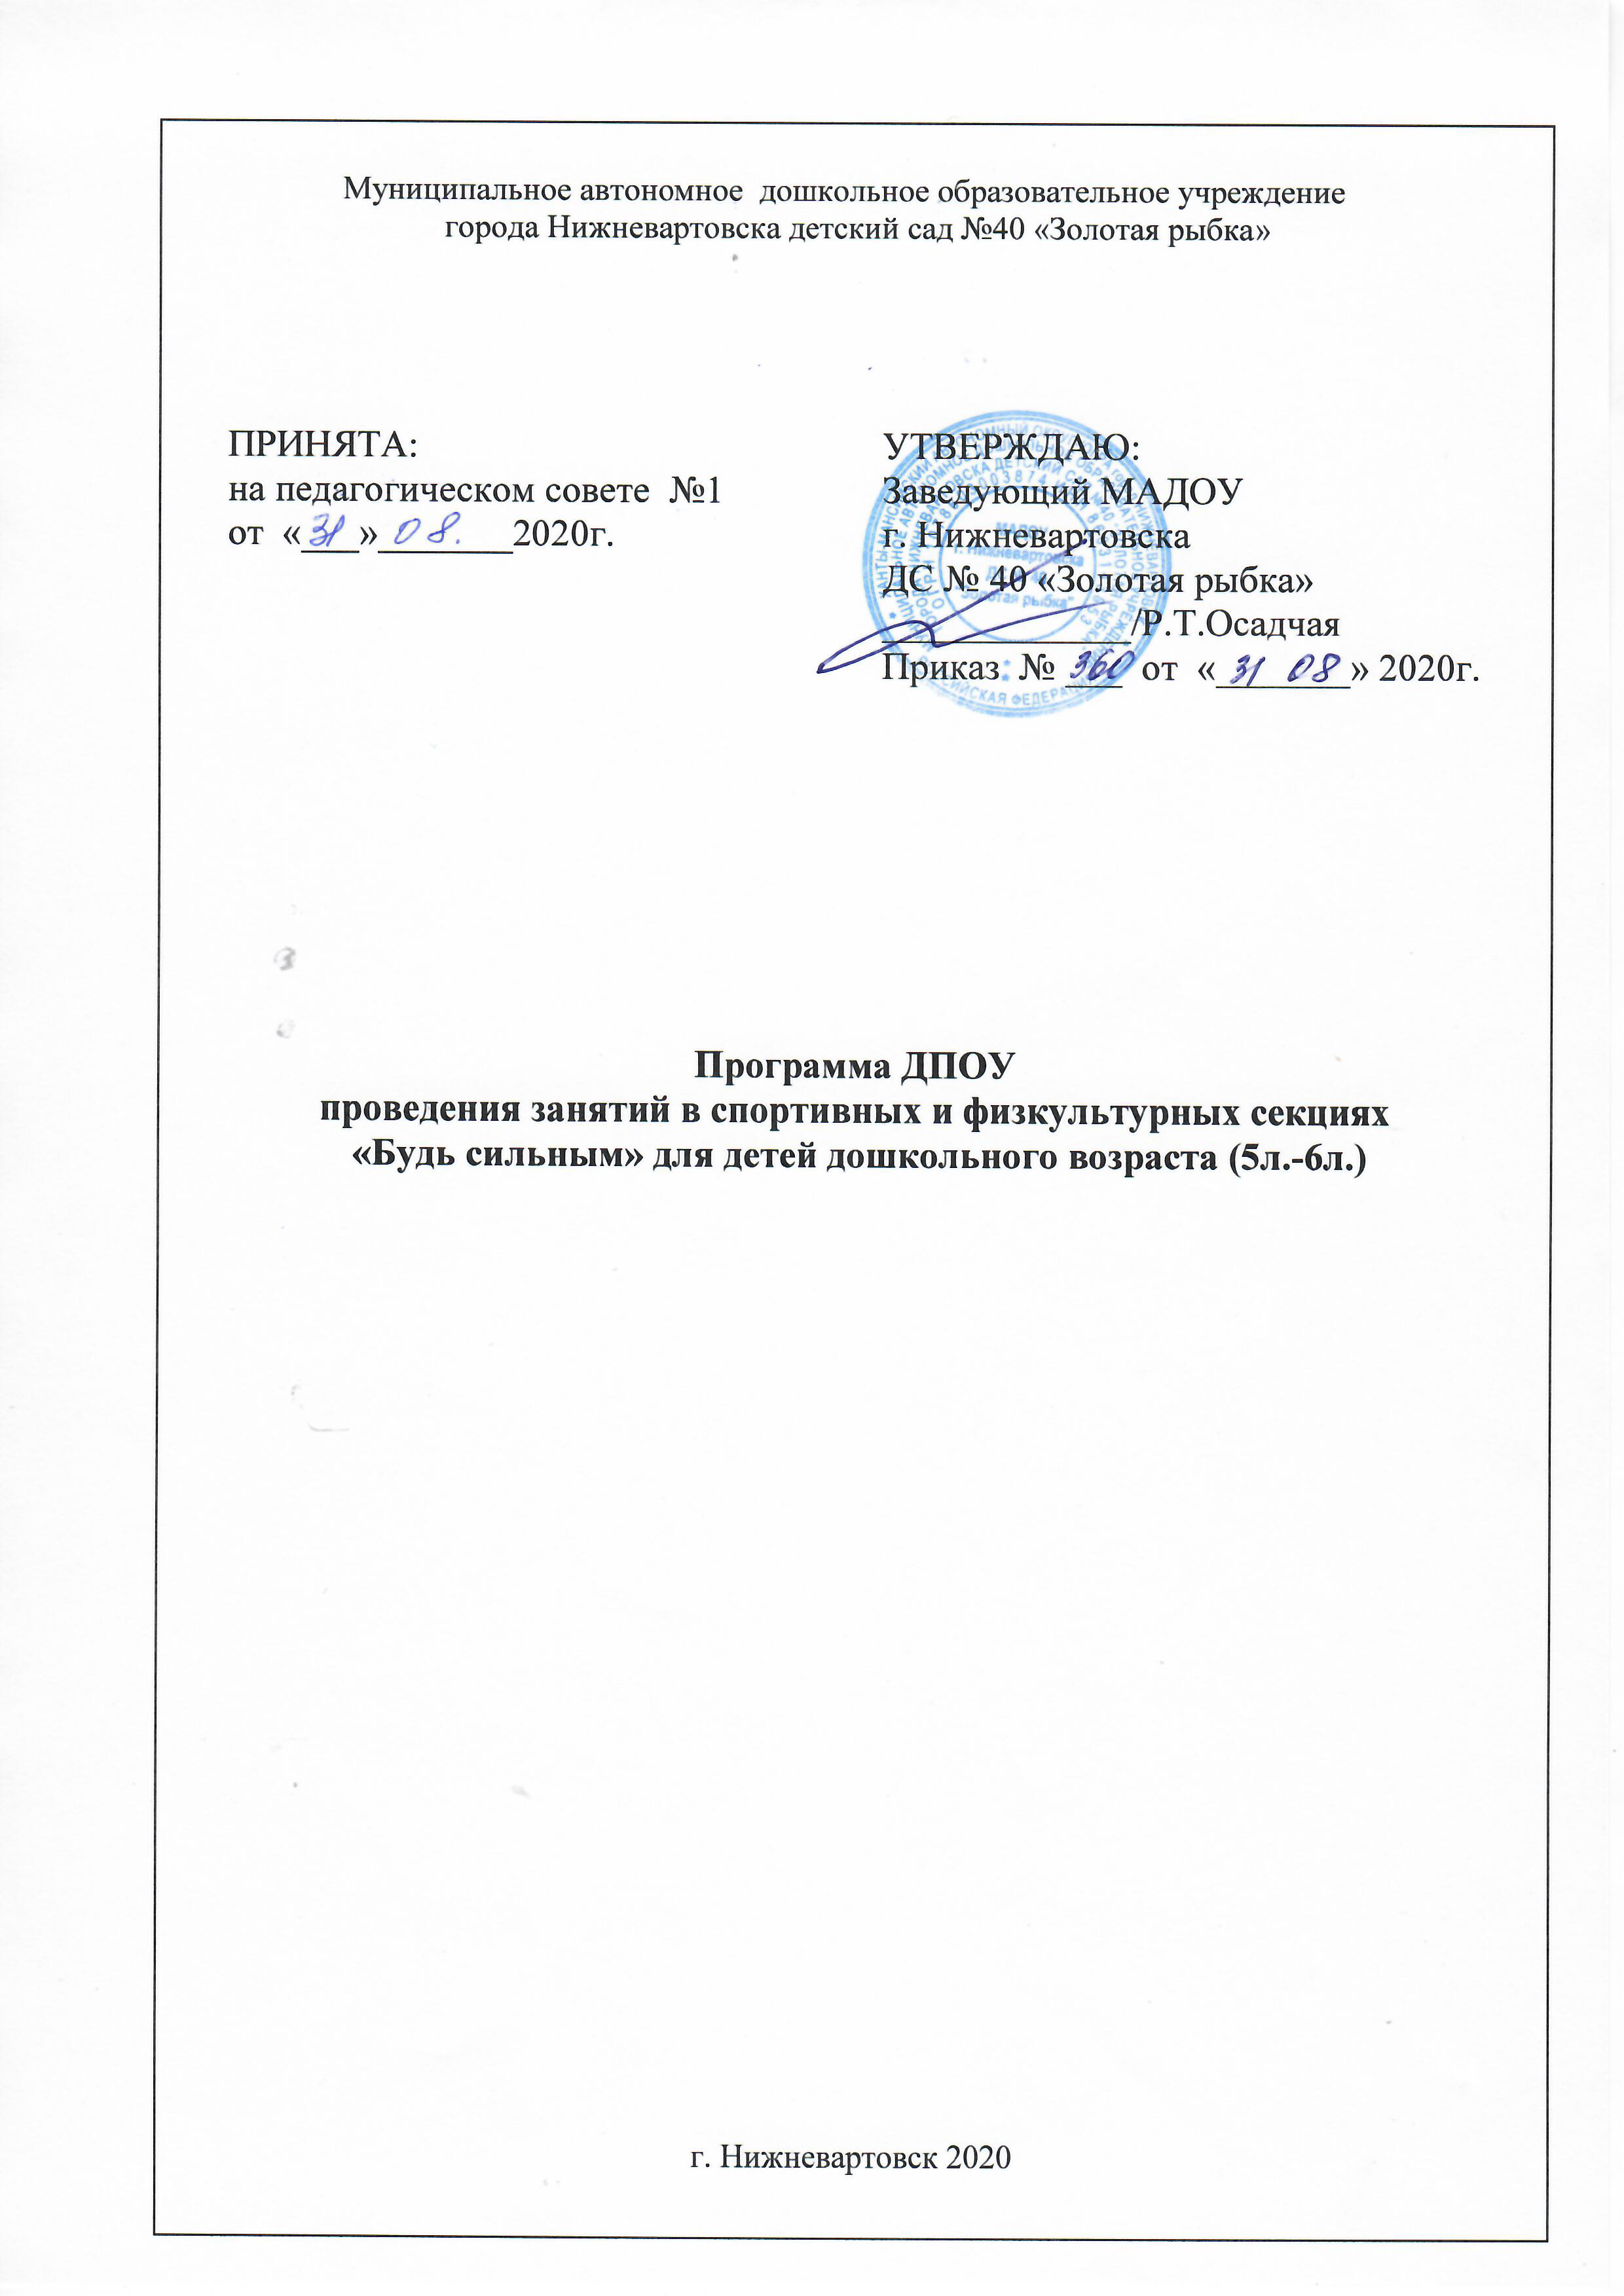 Муниципальное автономное дошкольное образовательное учреждение
города Нижневартовска детский сад №40 «Золотая рыбка»
ПРИНЯТА:
на педагогическом совете №1
от «31» 08. 2020г.
УТВЕРЖДАЮ:
Заведующий МАДОУ
г. Нижневартовска
ДС № 40 «Золотая рыбка»
/Р.Т.Осадчая
Приказ № 360 от «31 08» 2020г.
Программа ДПОУ
проведения занятий в спортивных и физкультурных секциях
«Будь сильным» для детей дошкольного возраста (5л.-6л.)
г. Нижневартовск 2020